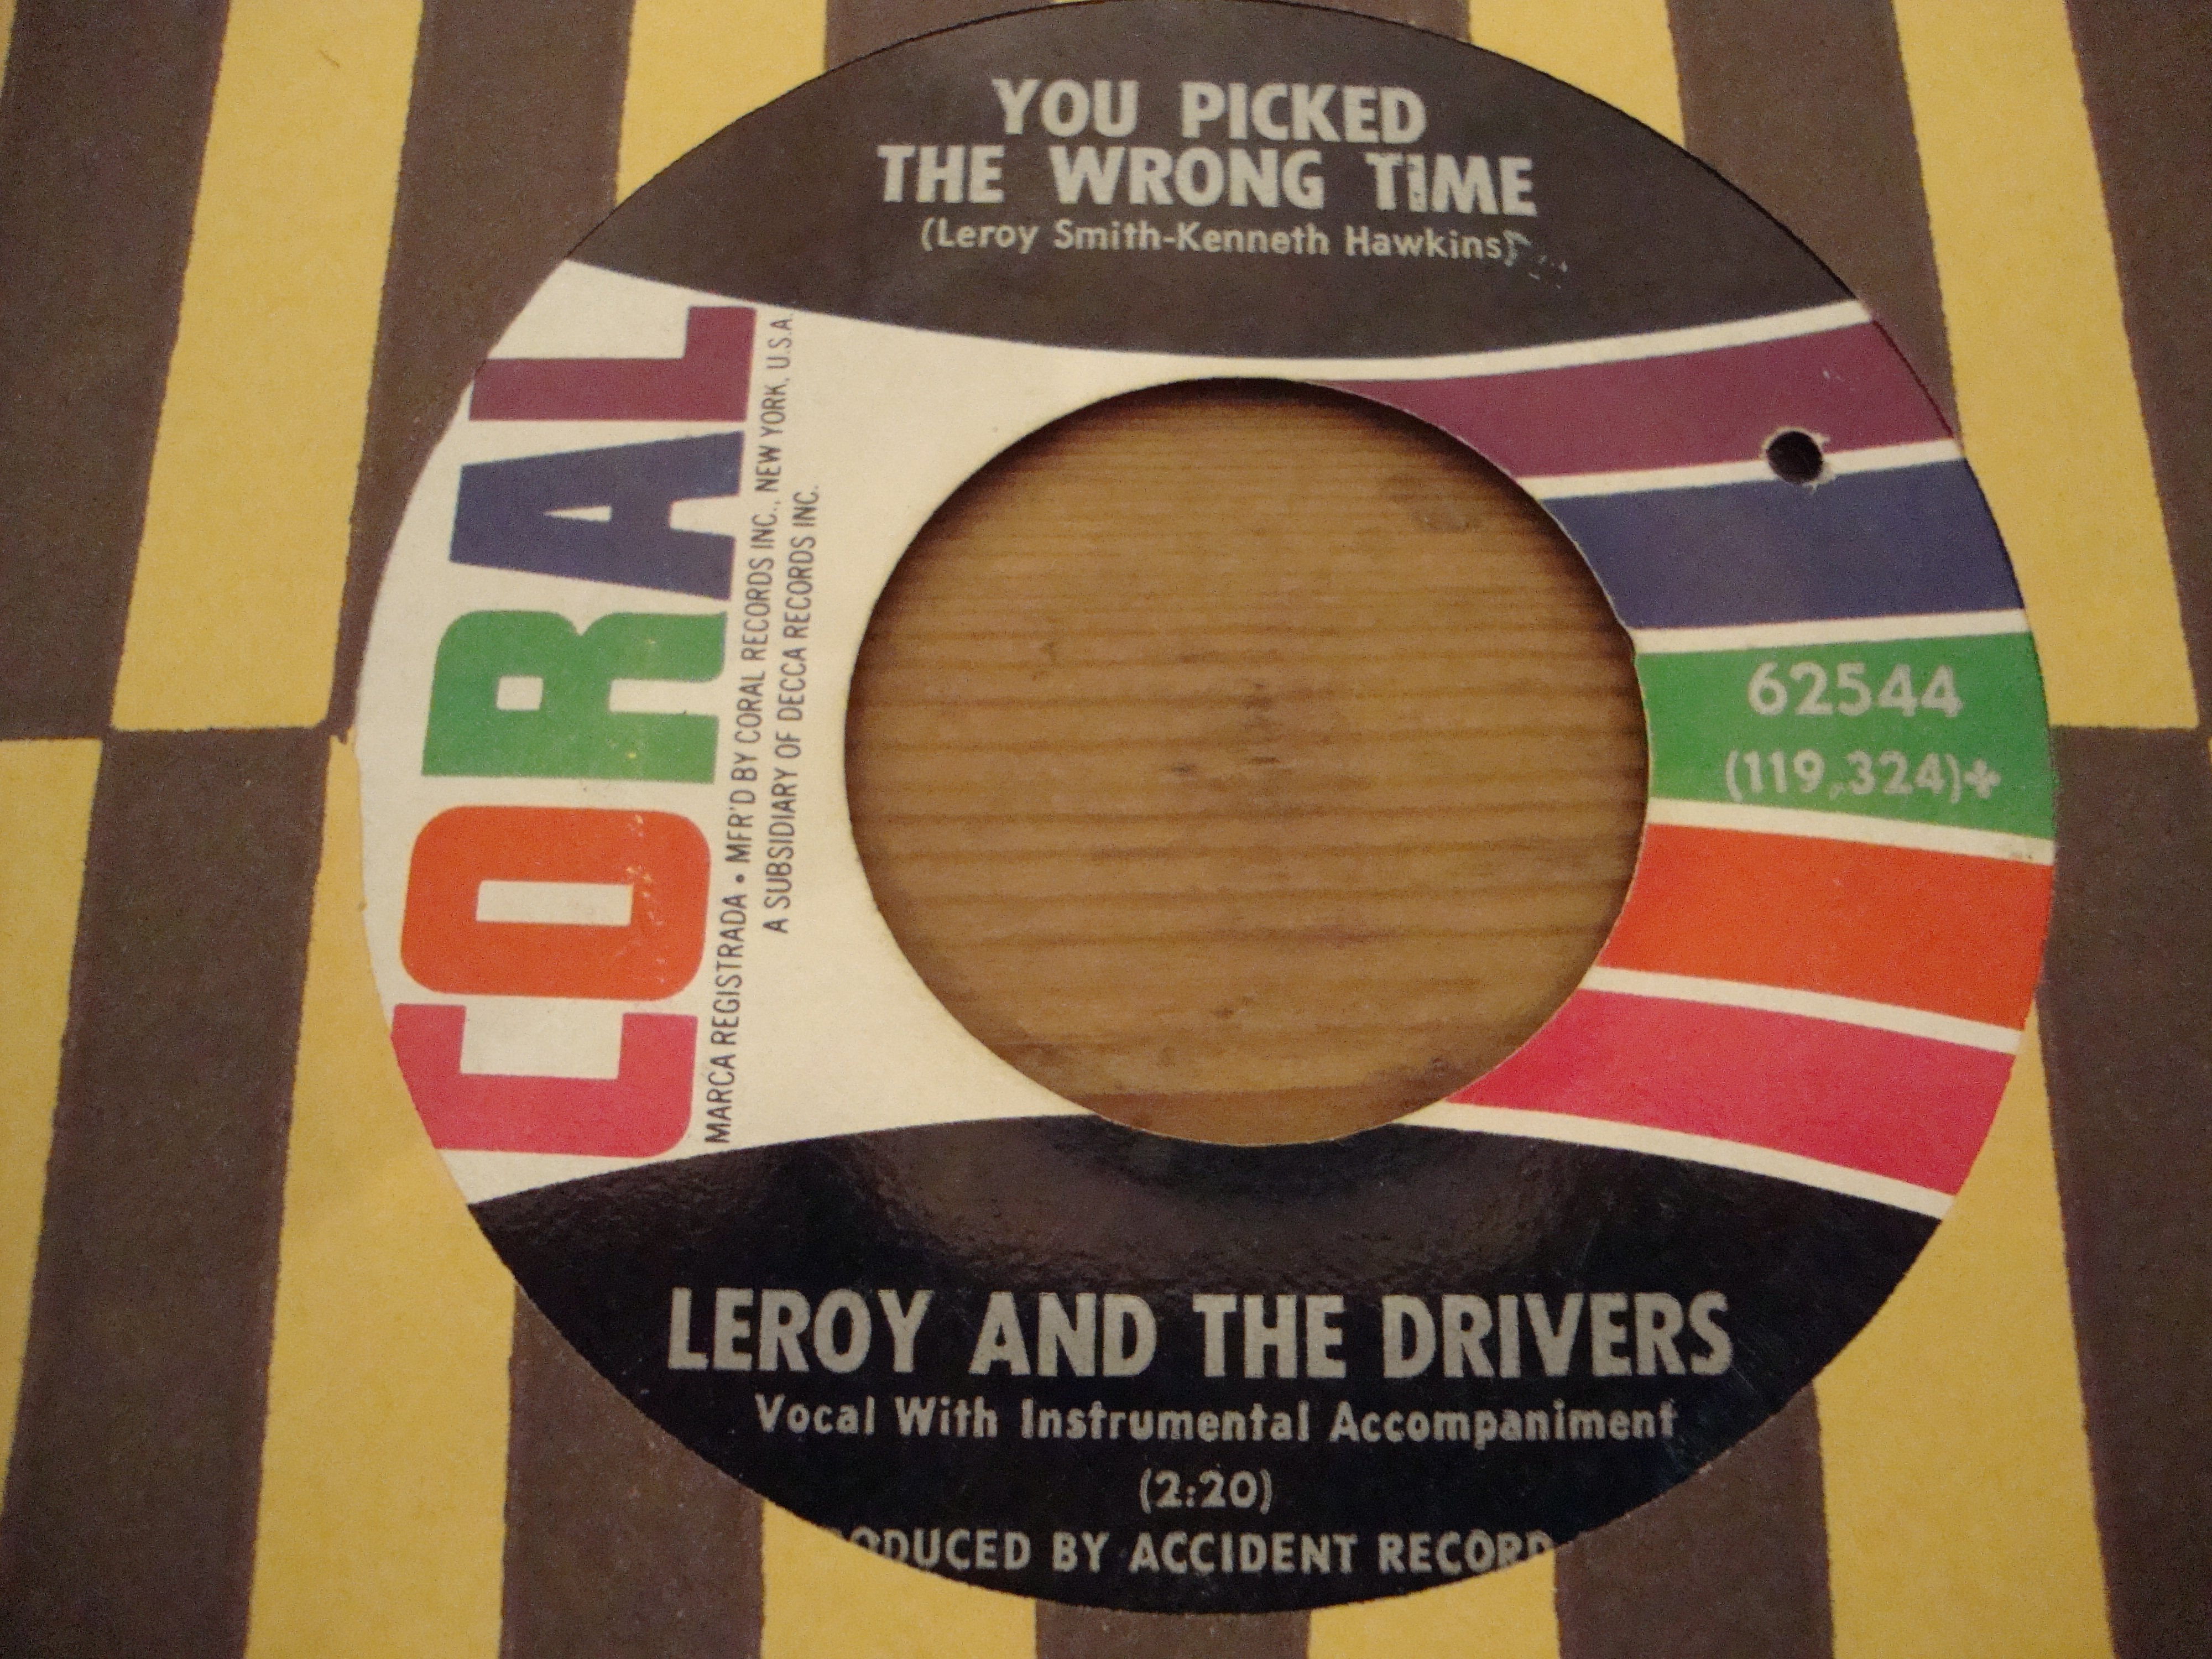 YOU PICKED
THE WRONG TIME
(Leroy Smith-Kenneth Hawkins)
CORAL
MARCA REGISTRADA • MFR'D BY CORAL RECORDS INC., NEW YORK, U.S.A.
A SUBSIDIARY OF DECCA RECORDS INC.
62544
(119,324)✤
LEROY AND THE DRIVERS
Vocal With Instrumental Accompaniment
(2:20)
ODUCED BY ACCIDENT RECORD